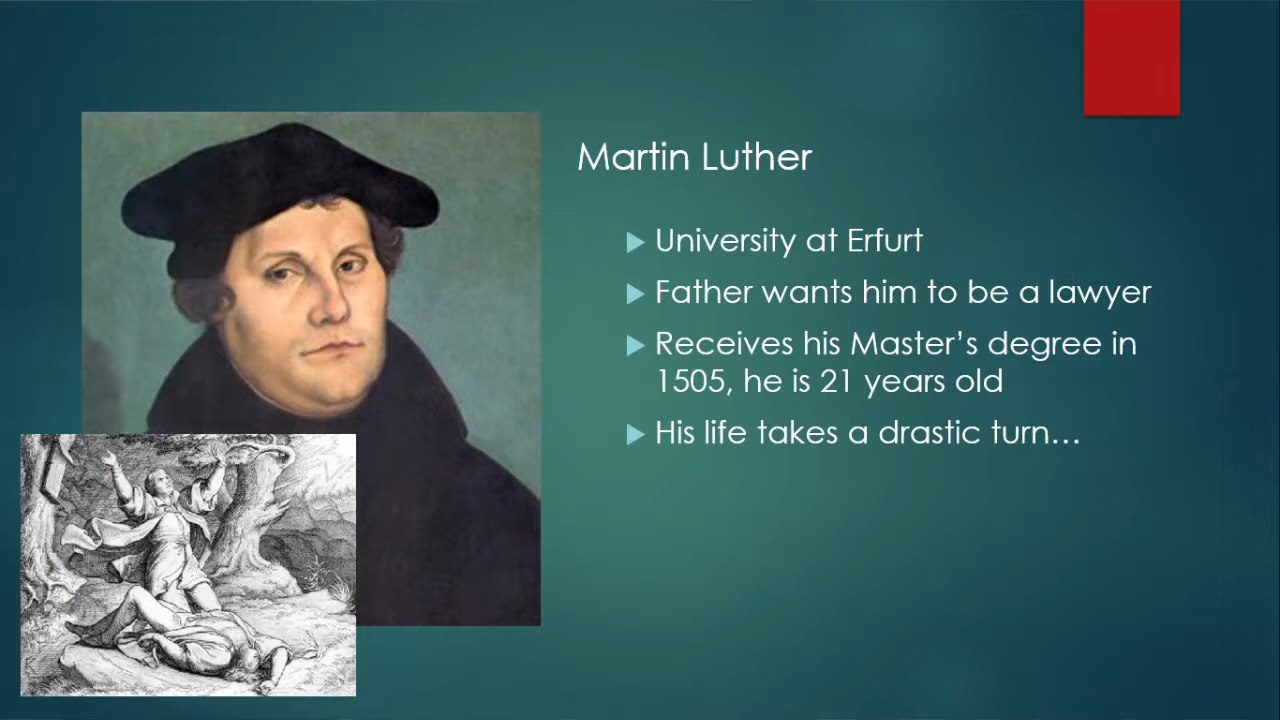 Martin Luther
University at Erfurt
Father wants him to be a lawyer
Receives his Master's degree in
1505, he is 21 years old
His life takes a drastic turn…